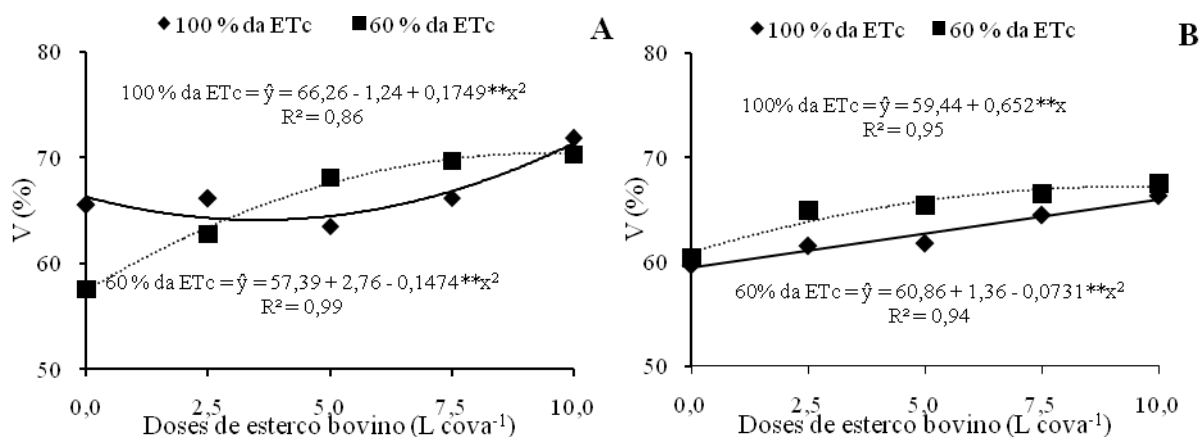 100 % da ETc 60 % da ETc
A
80
70
60
50
V (%)
100 % da ETc = ŷ = 66,26 - 1,24 + 0,1749**x²
R² = 0,86
60 % da ETc = ŷ = 57,39 + 2,76 - 0,1474**x²
R² = 0,99
0,0 2,5 5,0 7,5 10,0
Doses de esterco bovino (L cova⁻¹)
100 % da ETc 60 % da ETc
B
80
70
60
50
V (%)
100% da ETc = ŷ = 59,44 + 0,652**x
R² = 0,95
60% da ETc = ŷ = 60,86 + 1,36 - 0,0731**x²
R² = 0,94
0,0 2,5 5,0 7,5 10,0
Doses de esterco bovino (L cova⁻¹)